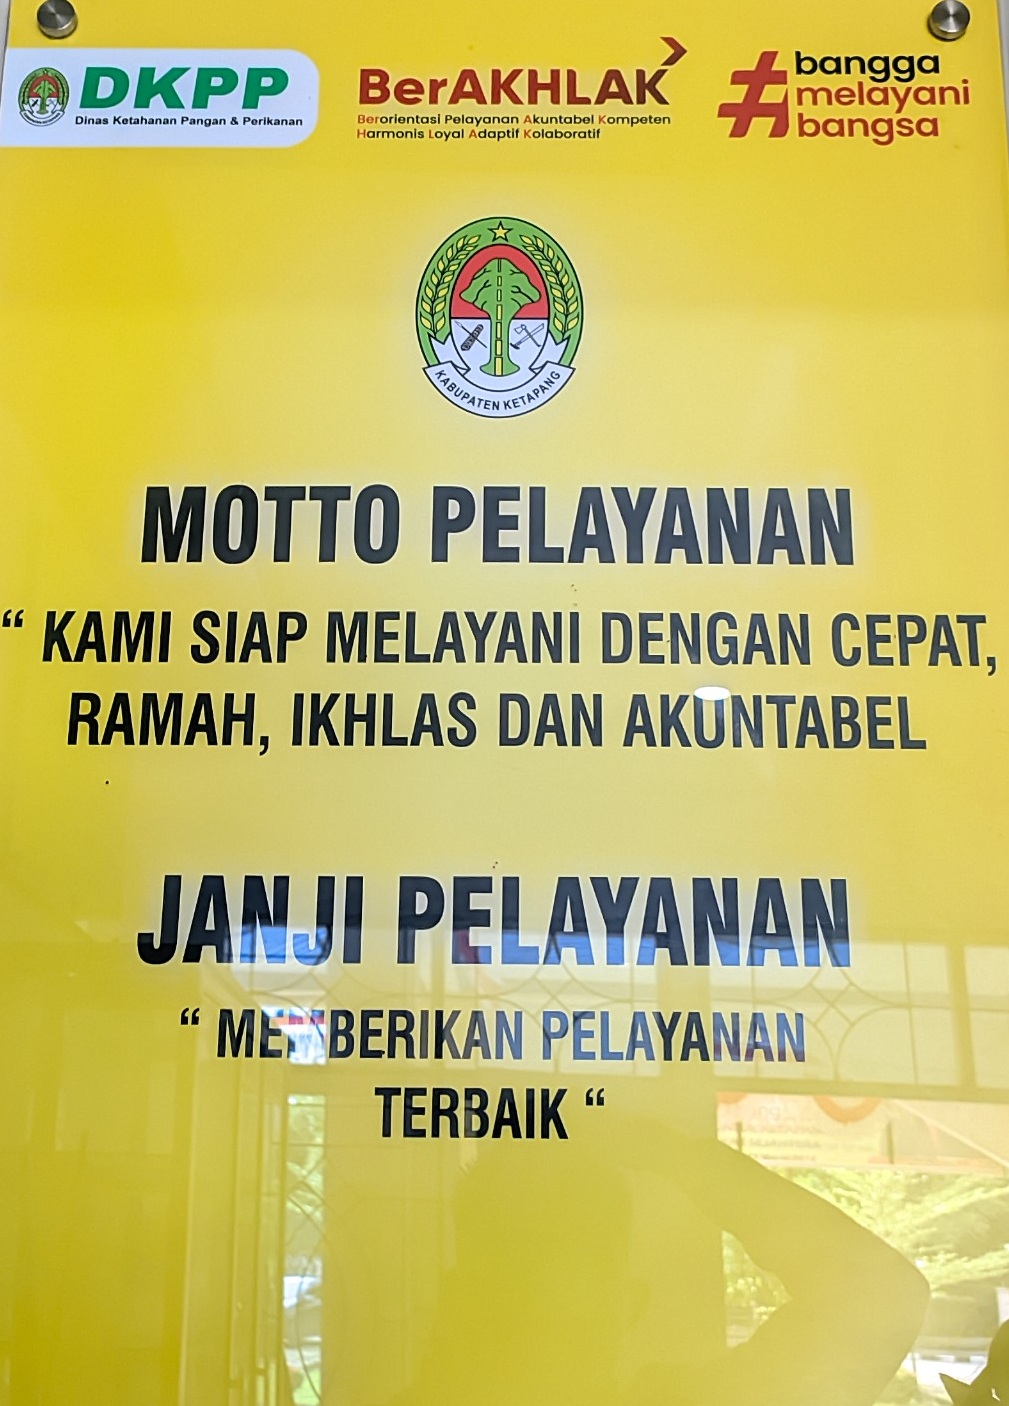 DKPP
Dinas Ketahanan Pangan & Perikanan
BerAKHLAK
Berorientasi Pelayanan Akuntabel Kompeten
Harmonis Loyal Adaptif Kolaboratif
#bangga
melayani
bangsa
KABUPATEN KETAPANG
MOTTO PELAYANAN
“ KAMI SIAP MELAYANI DENGAN CEPAT,
RAMAH, IKHLAS DAN AKUNTABEL
JANJI PELAYANAN
“ MEMBERIKAN PELAYANAN
TERBAIK “